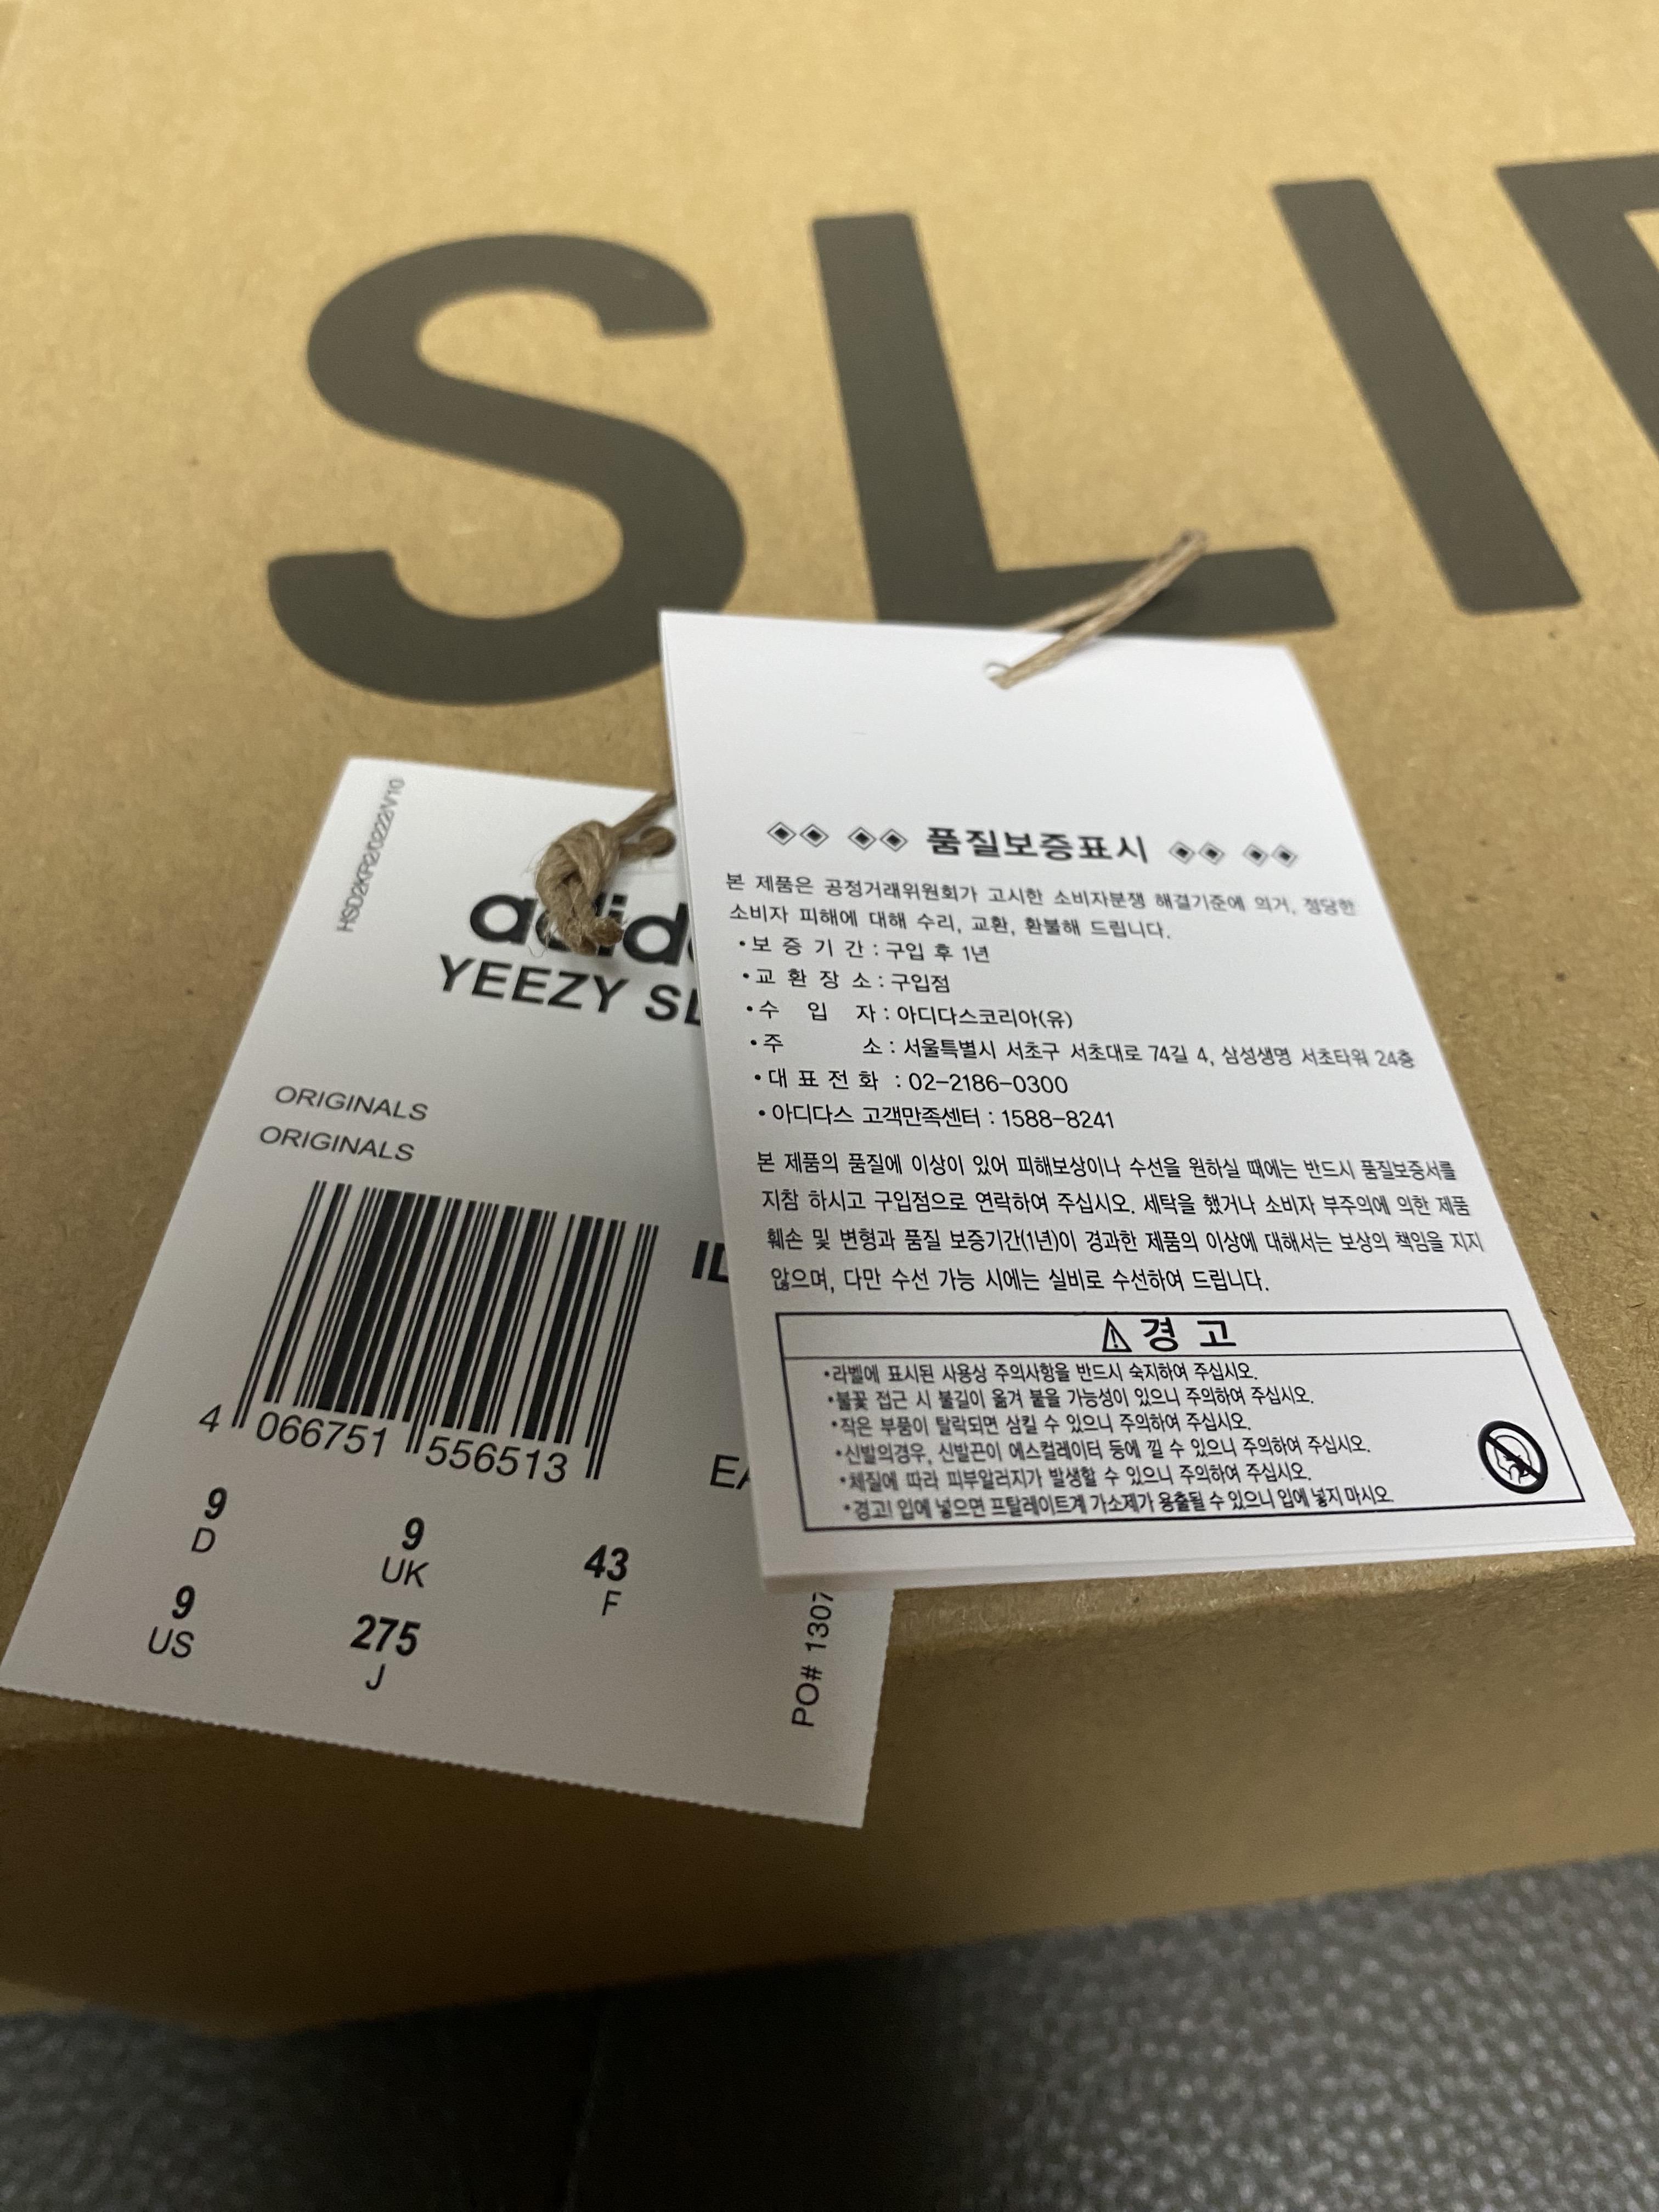 SLI
HSD2KR2/0222/V10
YEEZY
ORIGINALS
ORIGINALS
4 066751 556513
9
D
9
UK
43
F
9
US
275
J
PO# 1307
◈◈ ◈◈ 품질보증표시 ◈◈ ◈◈
본 제품은 공정거래위원회가 고시한 소비자분쟁 해결기준에 의거, 정당한
소비자 피해에 대해 수리, 교환, 환불해 드립니다.
•보 증 기 간 : 구입 후 1년
•교 환 장 소 : 구입점
•수 입 자 : 아디다스코리아(유)
•주 소 : 서울특별시 서초구 서초대로 74길 4, 삼성생명 서초타워 24층
•대 표 전 화 : 02-2186-0300
•아디다스 고객만족센터 : 1588-8241
본 제품의 품질에 이상이 있어 피해보상이나 수선을 원하실 때에는 반드시 품질보증서를
지참 하시고 구입점으로 연락하여 주십시오. 세탁을 했거나 소비자 부주의에 의한 제품
훼손 및 변형과 품질 보증기간(1년)이 경과한 제품의 이상에 대해서는 보상의 책임을 지지
않으며, 다만 수선 가능 시에는 실비로 수선하여 드립니다.
⚠ 경 고
•라벨에 표시된 사용상 주의사항을 반드시 숙지하여 주십시오.
•불꽃 접근 시 불길이 옮겨 붙을 가능성이 있으니 주의하여 주십시오.
•작은 부품이 탈락되면 삼킬 수 있으니 주의하여 주십시오.
•신발의경우, 신발끈이 에스컬레이터 등에 낄 수 있으니 주의하여 주십시오.
•체질에 따라 피부알러지가 발생할 수 있으니 주의하여 주십시오.
•경고! 입에 넣으면 프탈레이트계 가소제가 용출될 수 있으니 입에 넣지 마시오.